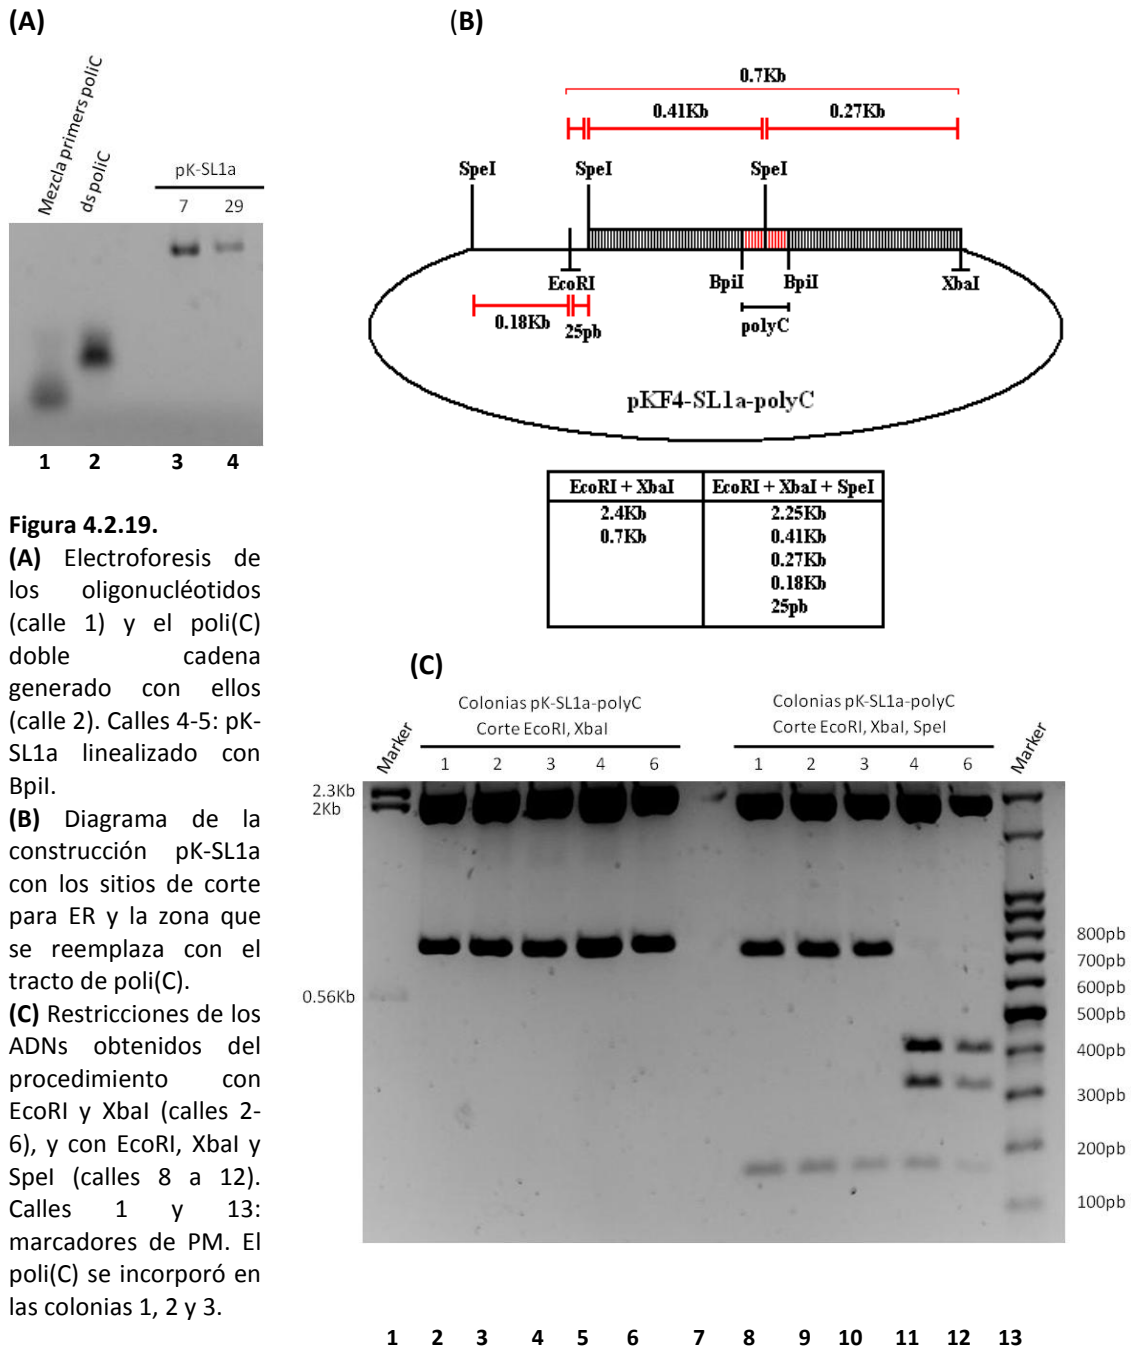 (A)
Mezcla primers poliC
ds poliC
pK-SL1a
7 29
1 2 3 4
Figura 4.2.19.
(A) Electroforesis de
los oligonucléotidos
(calle 1) y el poli(C)
doble cadena
generado con ellos
(calle 2). Calles 4-5: pK-
SL1a linealizado con
BpiI.
(B) Diagrama de la
construcción pK-SL1a
con los sitios de corte
para ER y la zona que
se reemplaza con el
tracto de poli(C).
(C) Restricciones de los
ADNs obtenidos del
procedimiento con
EcoRI y XbaI (calles 2-
6), y con EcoRI, XbaI y
SpeI (calles 8 a 12).
Calles 1 y 13:
marcadores de PM. El
poli(C) se incorporó en
las colonias 1, 2 y 3.
(B)
0.7Kb
0.41Kb 0.27Kb
SpeI SpeI SpeI
EcoRI BpiI BpiI XbaI
0.18Kb 25pb polyC
pKF4-SL1a-polyC
EcoRI + XbaI EcoRI + XbaI + SpeI
2.4Kb 2.25Kb
0.7Kb 0.41Kb
0.27Kb
0.18Kb
25pb
(C)
Marker
Colonias pK-SL1a-polyC
Corte EcoRI, XbaI
1 2 3 4 6
Colonias pK-SL1a-polyC
Corte EcoRI, XbaI, SpeI
1 2 3 4 6
Marker
2.3Kb
2Kb
0.56Kb
800pb
700pb
600pb
500pb
400pb
300pb
200pb
100pb
1 2 3 4 5 6 7 8 9 10 11 12 13